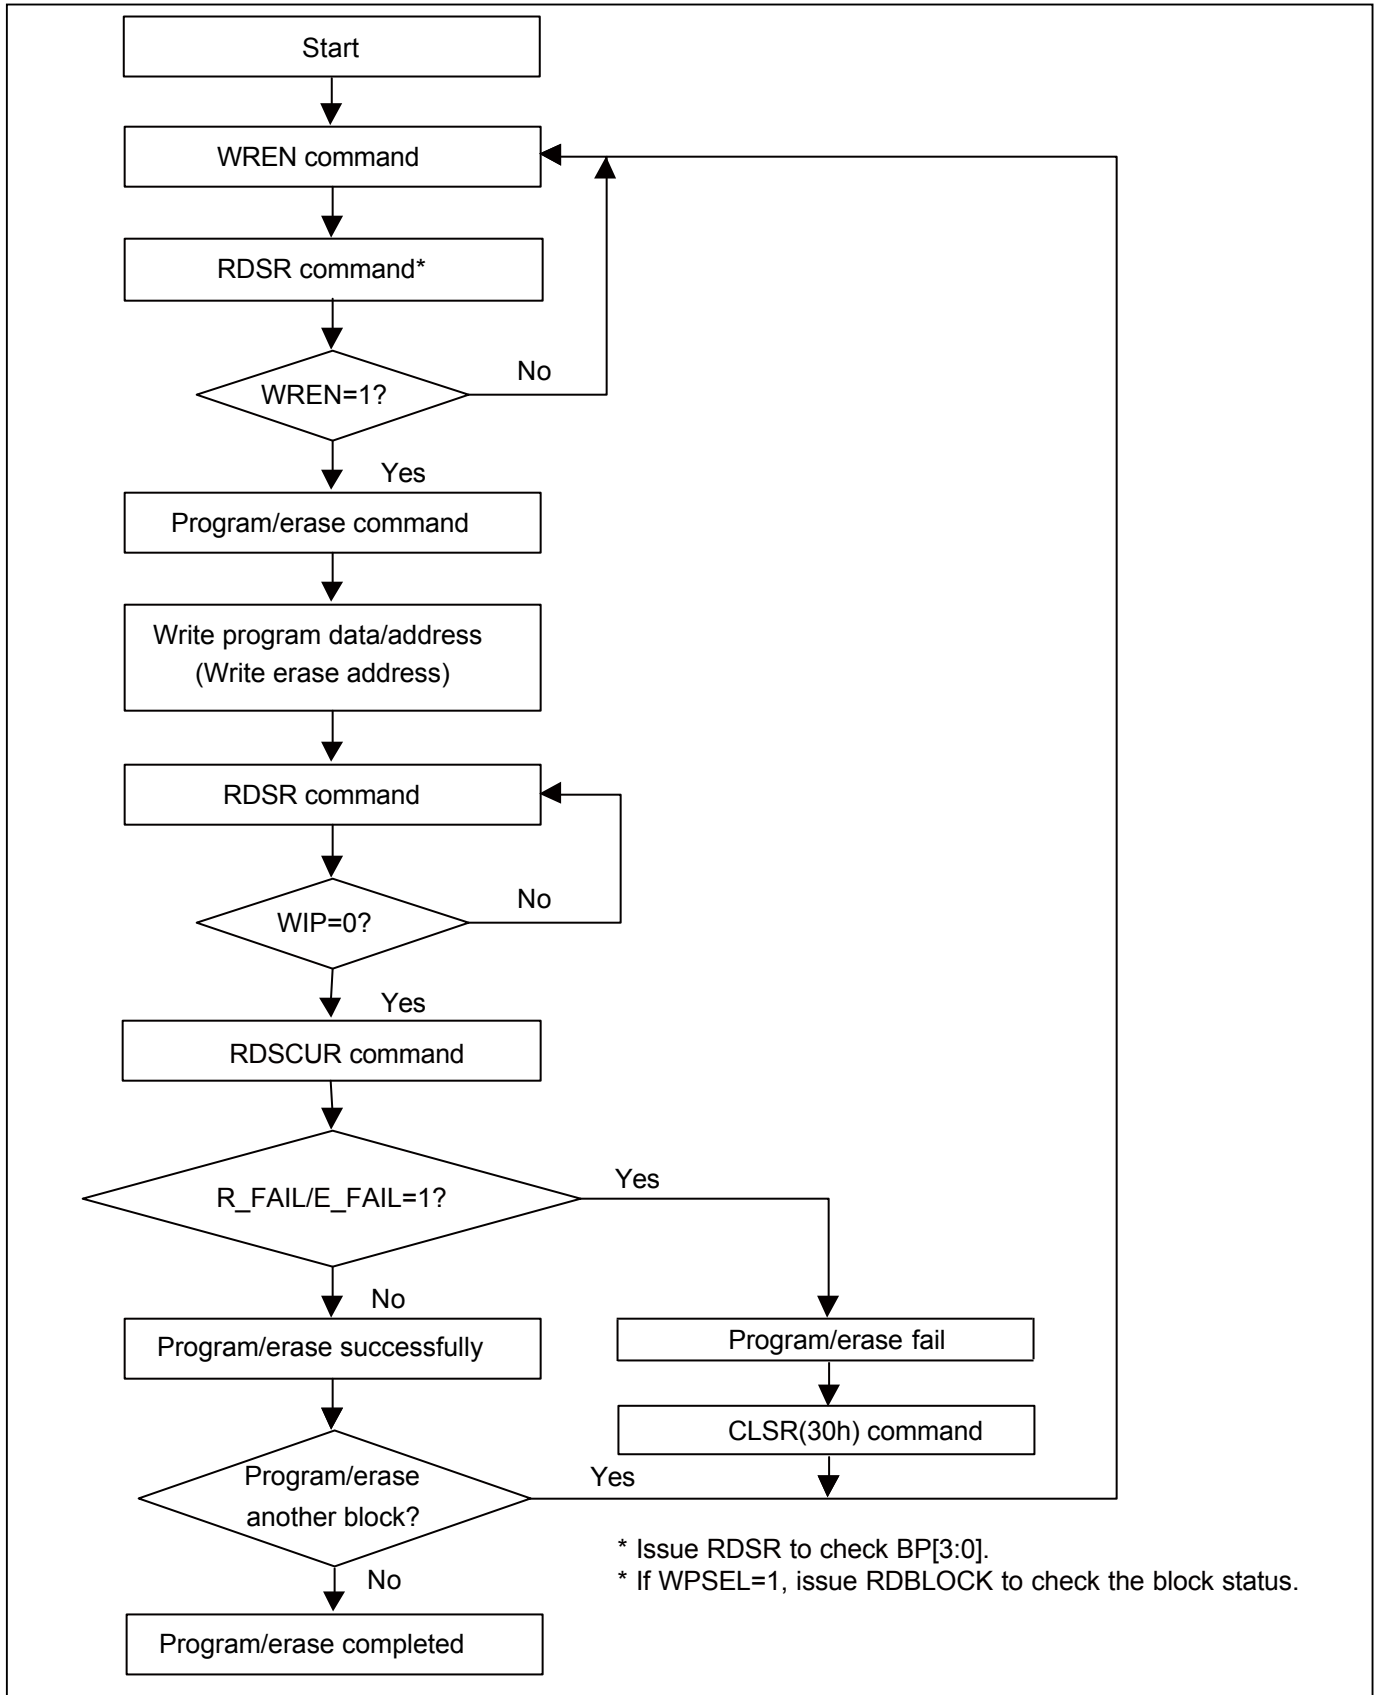 Start
WREN command
RDSR command*
WREN=1?
No
Yes
Program/erase command
Write program data/address
(Write erase address)
RDSR command
WIP=0?
No
Yes
RDSCUR command
R_FAIL/E_FAIL=1?
Yes
No
Program/erase successfully
Program/erase fail
CLSR(30h) command
Program/erase
another block?
Yes
No
* Issue RDSR to check BP[3:0].
* If WPSEL=1, issue RDBLOCK to check the block status.
Program/erase completed